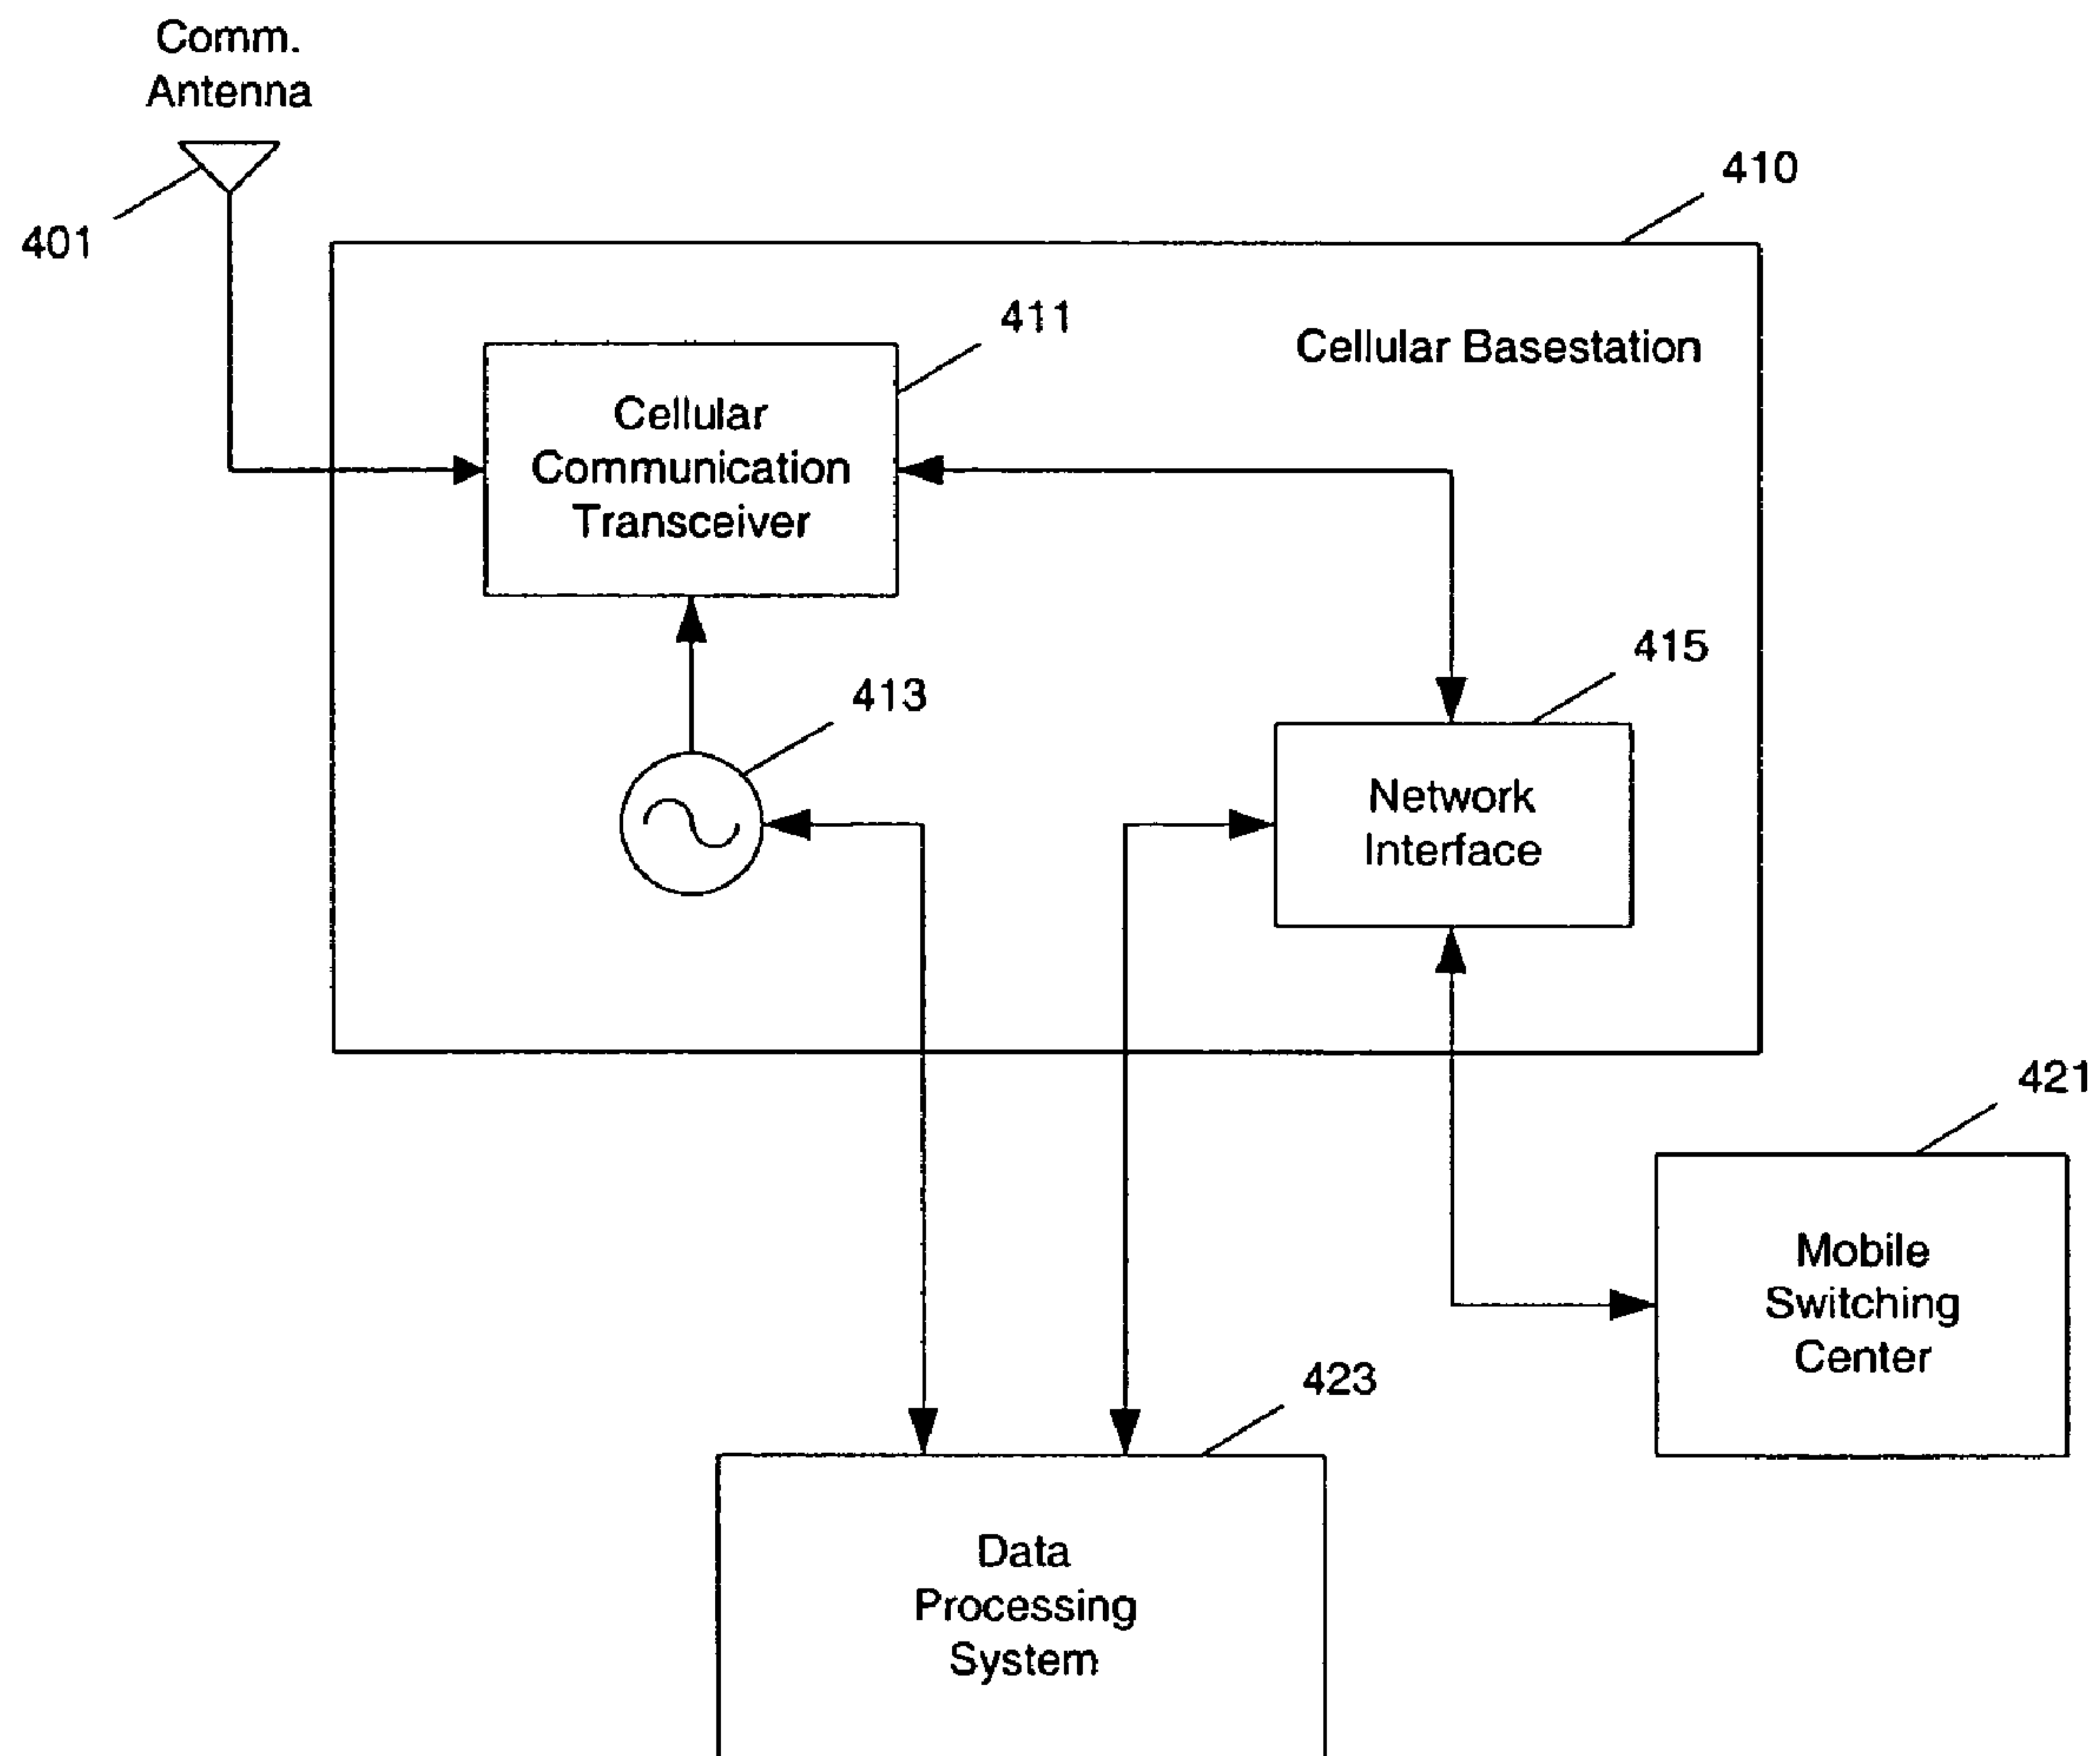 Comm.
Antenna
401
410
411
Cellular Basestation
Cellular
Communication
Transceiver
413
415
Network
Interface
421
Mobile
Switching
Center
423
Data
Processing
System